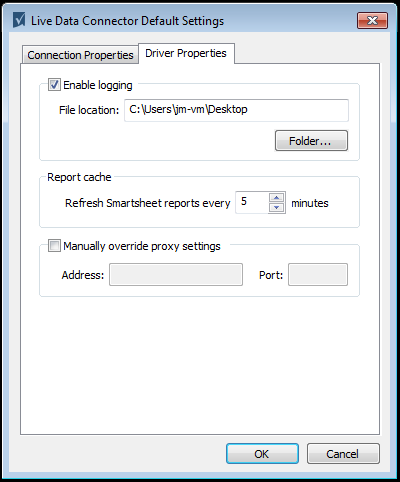 Live Data Connector Default Settings
Connection Properties Driver Properties
Enable logging
File location: C:\Users\jm-vm\Desktop
Folder...
Report cache
Refresh Smartsheet reports every 5 minutes
Manually override proxy settings
Address: Port:
OK Cancel